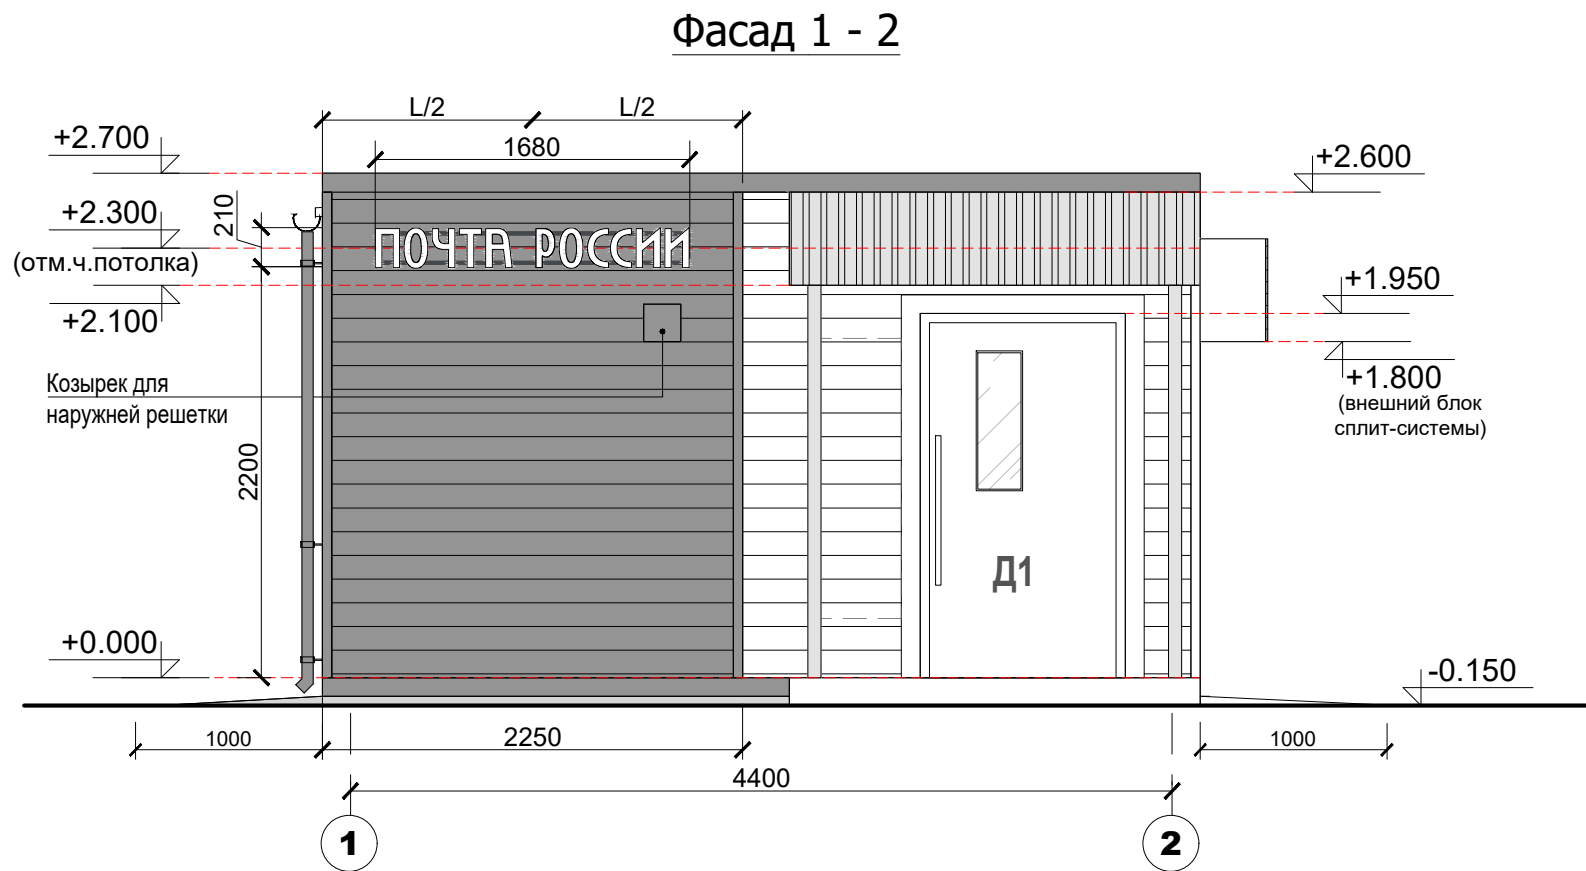 Фасад 1 - 2
L/2
L/2
1680
+2.700
+2.600
+2.300
(отм.ч.потолка)
210
ПОЧТА РОССИИ
+2.100
+1.950
+1.800
(внешний блок
сплит-системы)
Козырек для
наружней решетки
2200
Д1
+0.000
-0.150
1000
2250
1000
4400
1
2